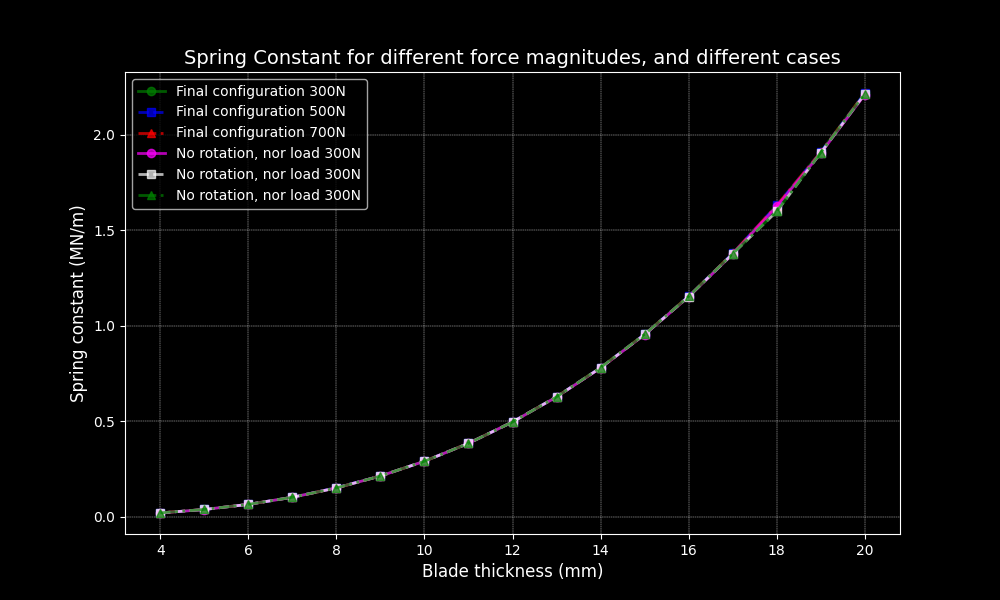 Spring Constant for different force magnitudes, and different cases
Final configuration 300N
Final configuration 500N
Final configuration 700N
No rotation, nor load 300N
No rotation, nor load 300N
No rotation, nor load 300N
Spring constant (MN/m)
2.0
1.5
1.0
0.5
0.0
4 6 8 10 12 14 16 18 20
Blade thickness (mm)